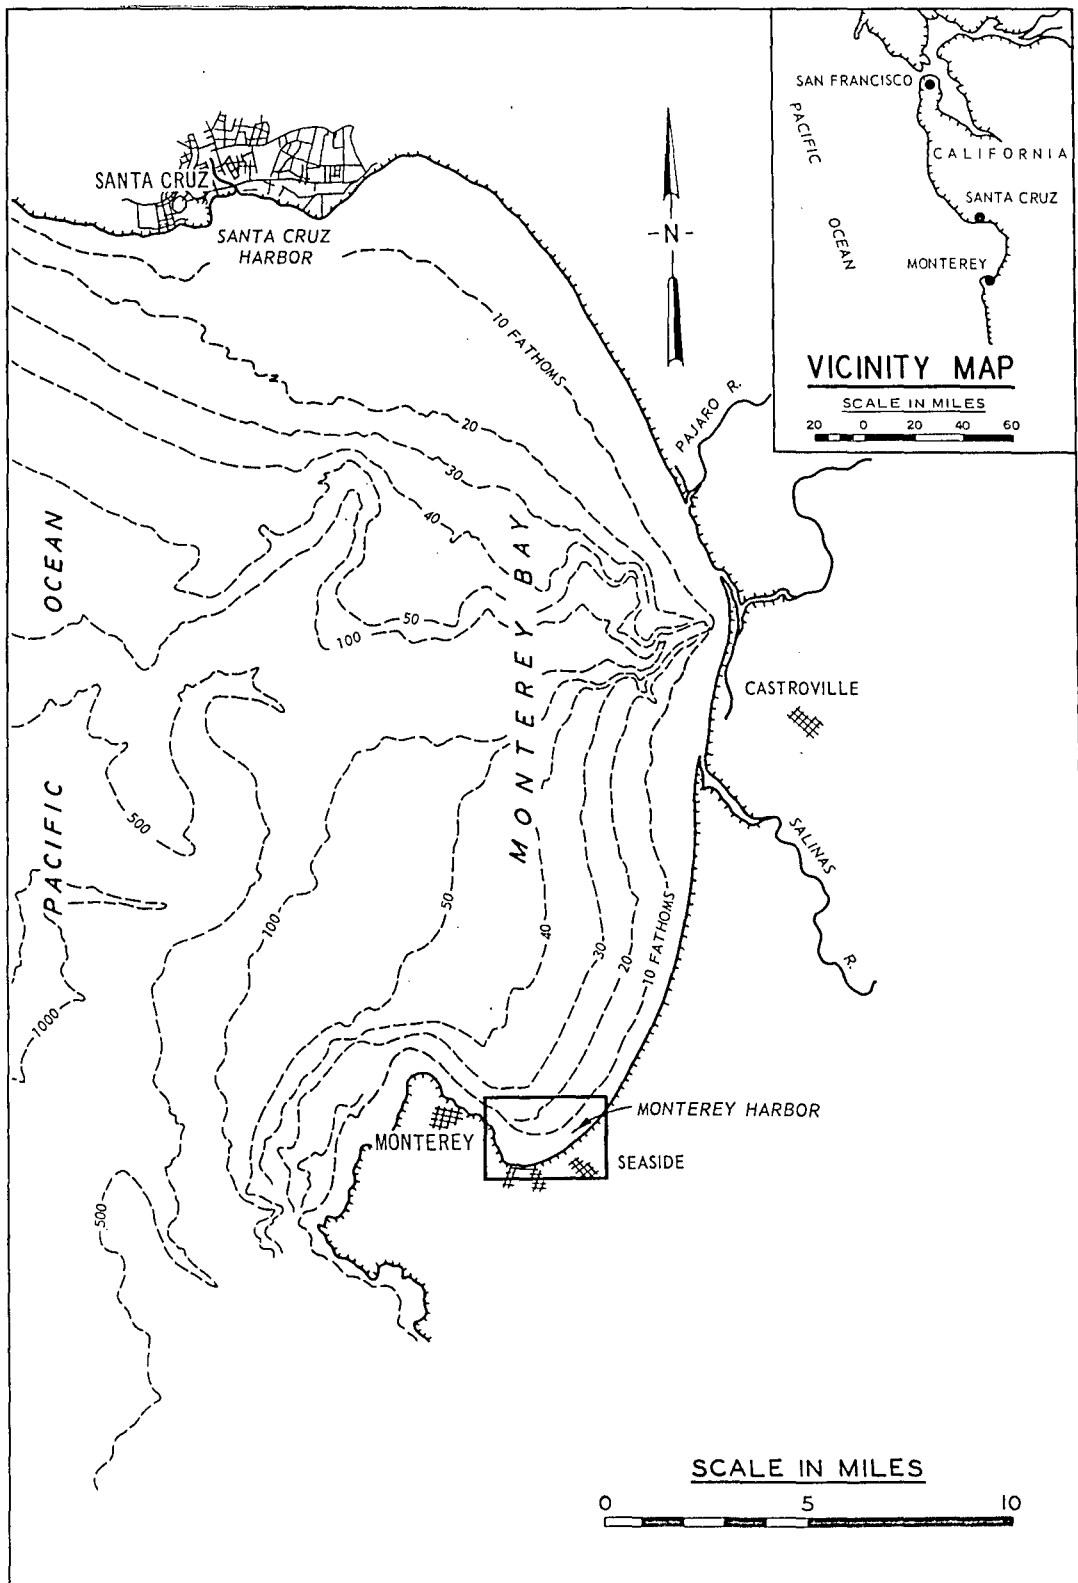 SAN FRANCISCO
PACIFIC
OCEAN
CALIFORNIA
SANTA CRUZ
MONTEREY
VICINITY MAP
SCALE IN MILES
20 0 20 40 60
SANTA CRUZ
SANTA CRUZ
HARBOR
-N-
10 FATHOMS
PAJARO R.
20
30
40
50
100
OCEAN
PACIFIC
MONTEREY BAY
CASTROVILLE
500
SALINAS
R.
100
50
40
30
20
10 FATHOMS
1000
MONTEREY HARBOR
MONTEREY
SEASIDE
500
SCALE IN MILES
0 5 10